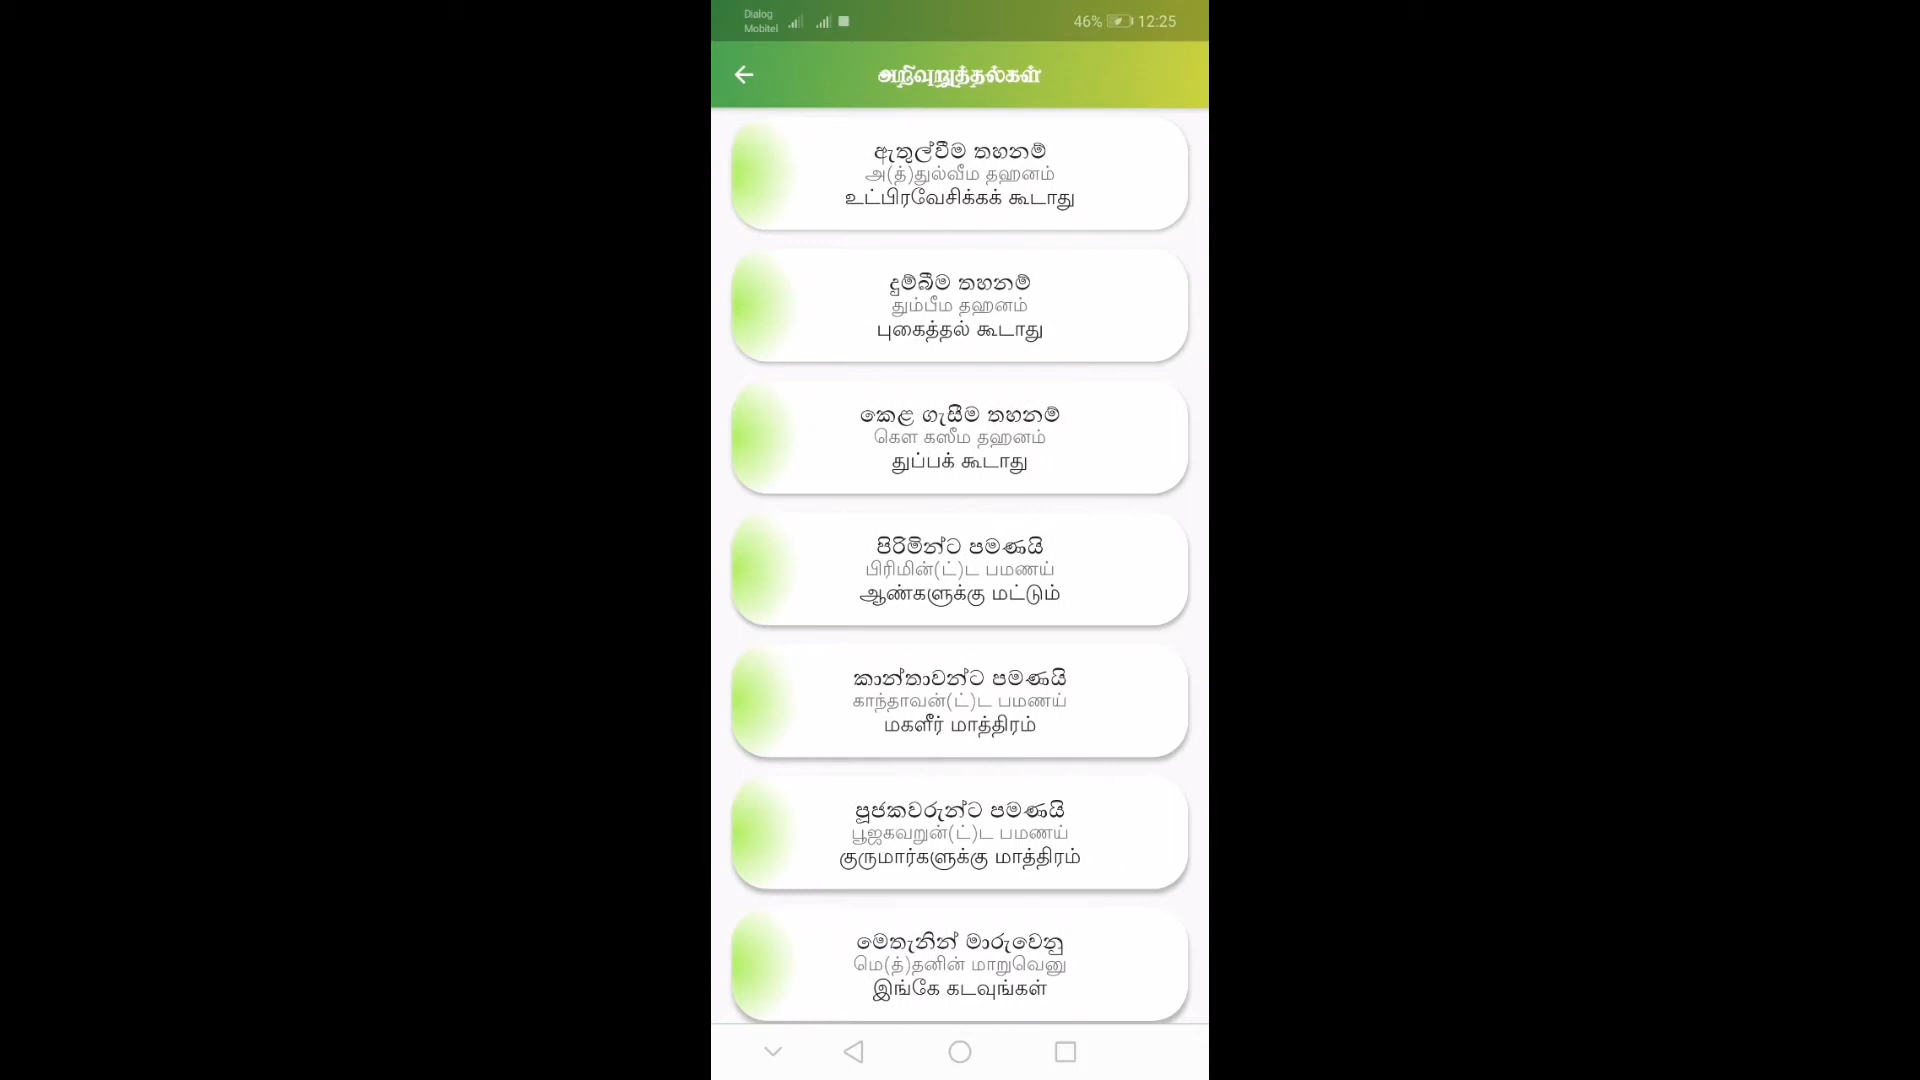 Dialog
Mobitel
46% 12:25
அறிவுறுத்தல்கள்
ඇතුල්වීම තහනම්
அ(த்)துல்வீம தஹனம்
உட்பிரவேசிக்கக் கூடாது
දුම්බීම තහනම්
தும்பீம தஹனம்
புகைத்தல் கூடாது
කෙළ ගැසීම තහනම්
கெள கஸீம தஹனம்
துப்பக் கூடாது
පිරිමින්ට පමණයි
பிரிமின்(ட்)ட பமணய்
ஆண்களுக்கு மட்டும்
කාන්තාවන්ට පමණයි
காந்தாவன்(ட்)ட பமணய்
மகளீர் மாத்திரம்
පූජකවරුන්ට පමණයි
பூஜகவறுன்(ட்)ட பமணய்
குருமார்களுக்கு மாத்திரம்
මෙතැනින් මාරුවෙනු
மெ(த்)தனின் மாறுவெனு
இங்கே கடவுங்கள்